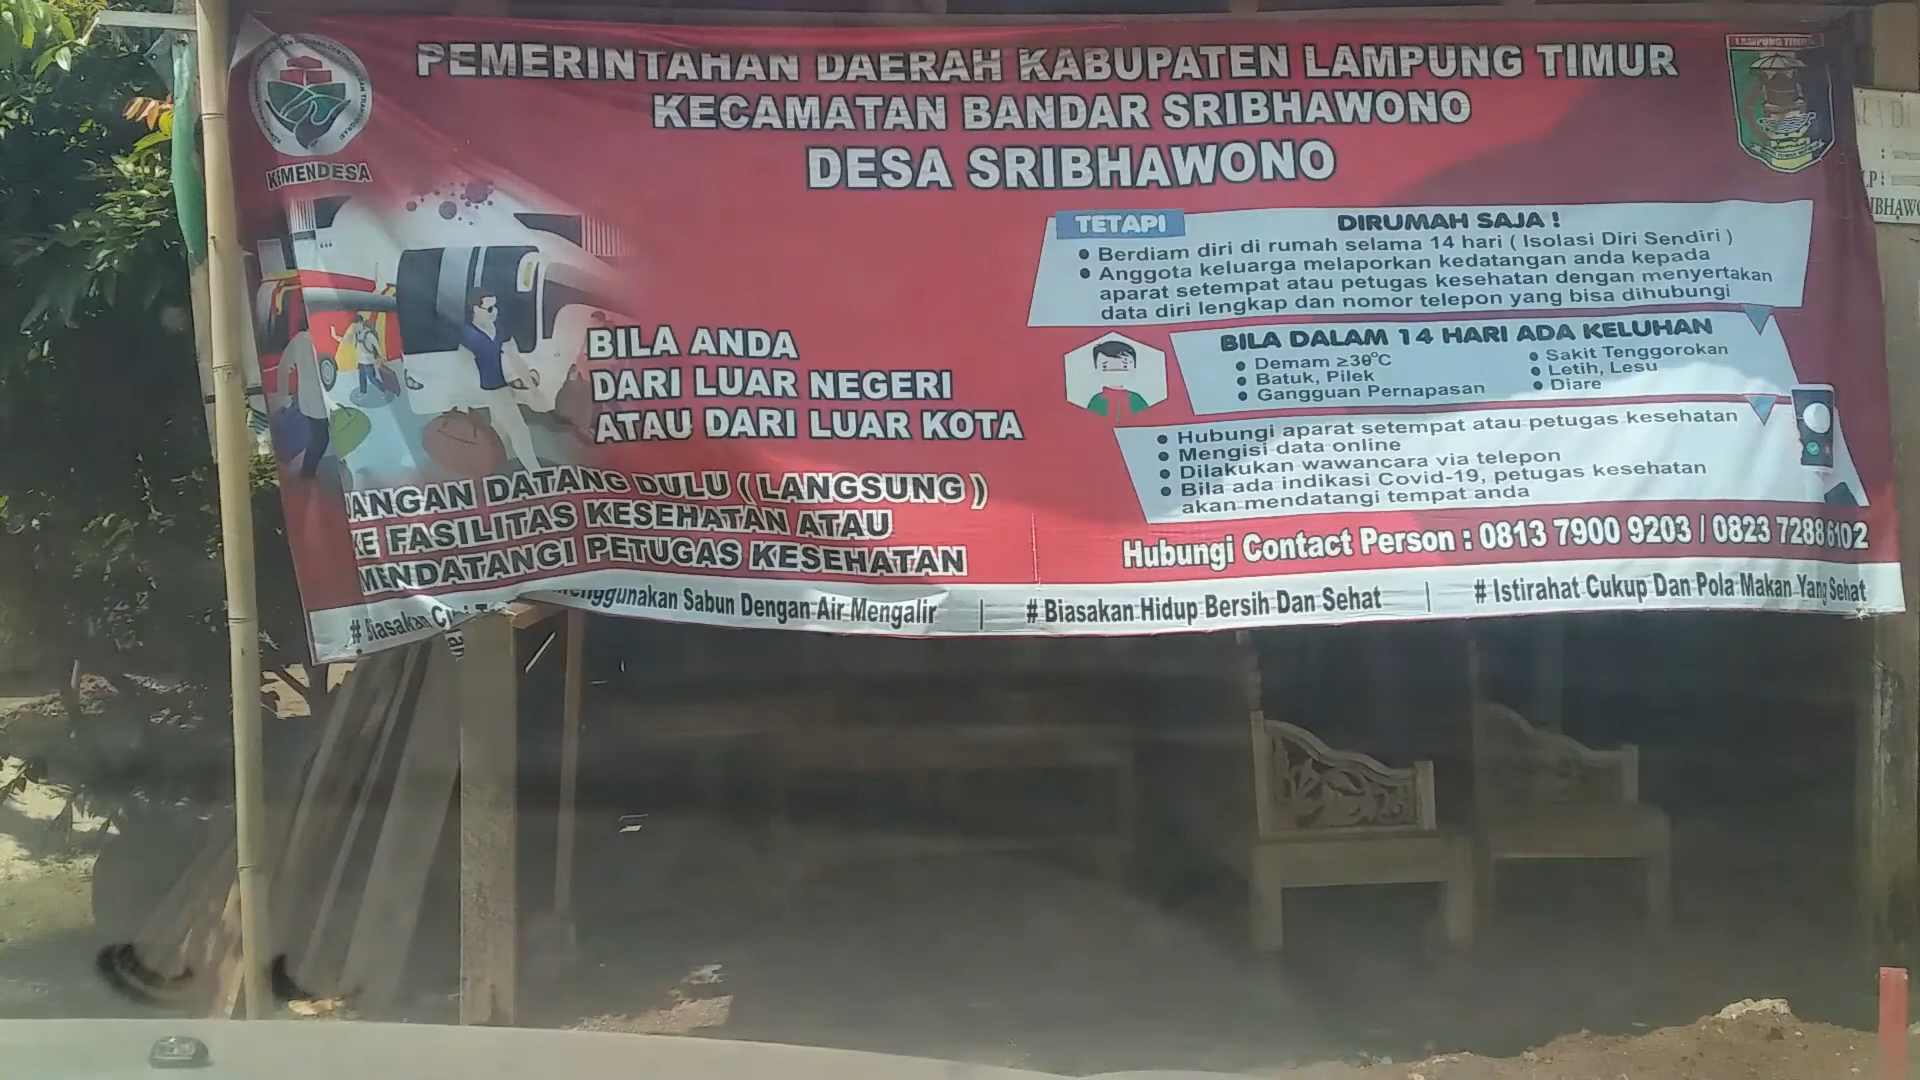 PEMERINTAHAN DAERAH KABUPATEN LAMPUNG TIMUR
KECAMATAN BANDAR SRIBHAWONO
DESA SRIBHAWONO
KEMENDESA
LAMPUNG TIMUR
BILA ANDA
DARI LUAR NEGERI
ATAU DARI LUAR KOTA
JANGAN DATANG DULU ( LANGSUNG )
KE FASILITAS KESEHATAN ATAU
MENDATANGI PETUGAS KESEHATAN
TETAPI
DIRUMAH SAJA !
● Berdiam diri di rumah selama 14 hari ( Isolasi Diri Sendiri )
● Anggota keluarga melaporkan kedatangan anda kepada
aparat setempat atau petugas kesehatan dengan menyertakan
data diri lengkap dan nomor telepon yang bisa dihubungi
BILA DALAM 14 HARI ADA KELUHAN
● Demam
● Batuk, Pilek
● Gangguan Pernapasan
● Sakit Tenggorokan
● Letih, Lesu
● Diare
● Hubungi aparat setempat atau petugas kesehatan
● Mengisi data online
● Dilakukan wawancara via telepon
● Bila ada indikasi Covid-19, petugas kesehatan
akan mendatangi tempat anda
Hubungi Contact Person : 0813 7900 9203 / 0823 7288 6102
# Biasakan
Menggunakan Sabun Dengan Air Mengalir | # Biasakan Hidup Bersih Dan Sehat | # Istirahat Cukup Dan Pola Makan Yang Sehat